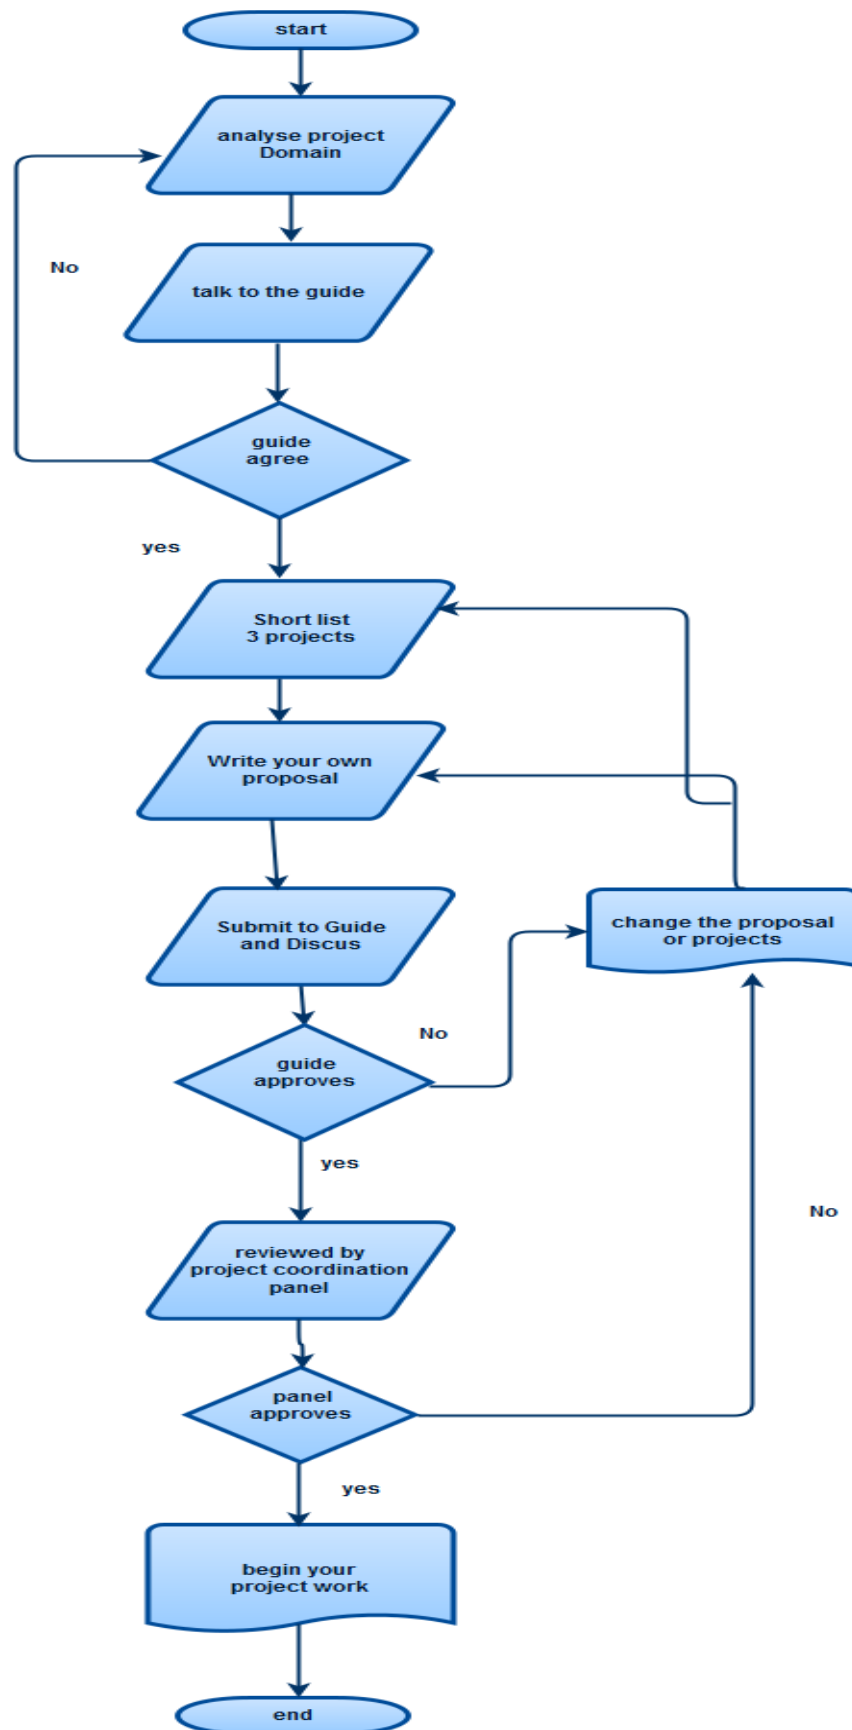 start
analyse project
Domain
No
talk to the guide
guide
agree
yes
Short list
3 projects
Write your own
proposal
Submit to Guide
and Discus
change the proposal
or projects
No
guide
approves
yes
No
reviewed by
project coordination
panel
panel
approves
yes
begin your
project work
end